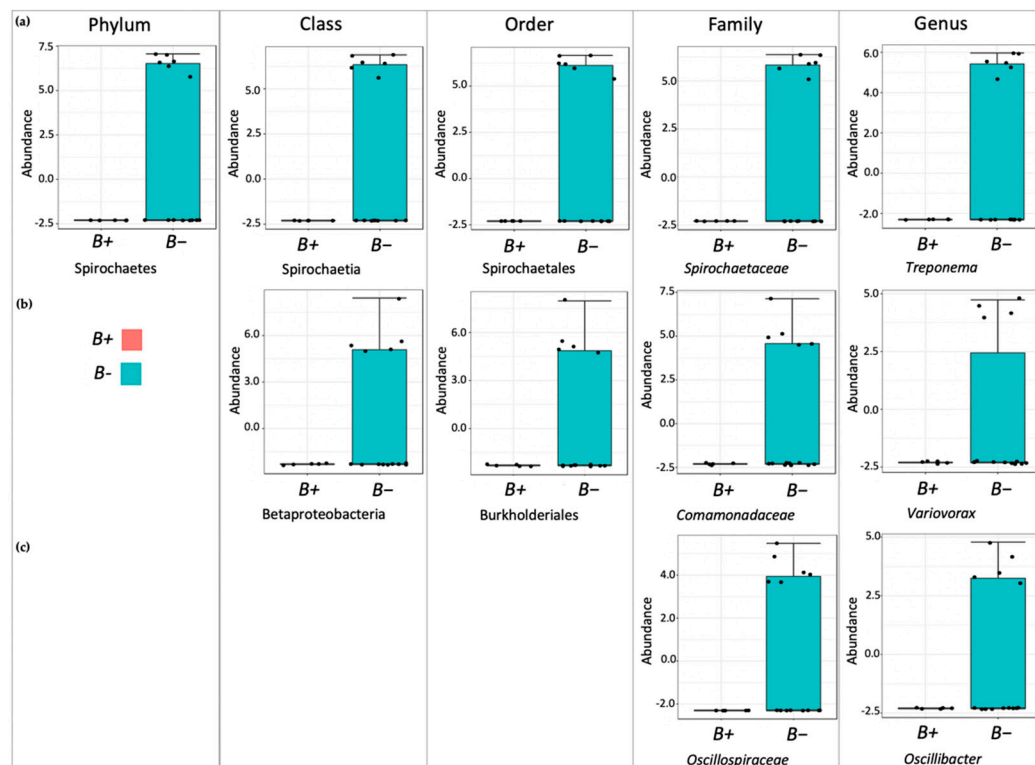 (a)
Phylum Class Order Family Genus
Abundance
7.5
5.0
2.5
0.0
-2.5
B+ B−
Spirochaetes
Abundance
7.5
5.0
2.5
0.0
-2.5
B+ B−
Spirochaetia
Abundance
7.5
5.0
2.5
0.0
-2.5
B+ B−
Spirochaetales
Abundance
5.0
2.5
0.0
-2.5
B+ B−
Spirochaetaceae
Abundance
6.0
4.0
2.0
0.0
-2.0
B+ B−
Treponema
(b)
B+
B−
Abundance
6.0
3.0
0.0
B+ B−
Betaproteobacteria
Abundance
6.0
3.0
0.0
B+ B−
Burkholderiales
Abundance
7.5
5.0
2.5
0.0
-2.5
B+ B−
Comamonadaceae
Abundance
5.0
2.5
0.0
-2.5
B+ B−
Variovorax
(c)
Abundance
4.0
2.0
0.0
-2.0
B+ B−
Oscillospiraceae
Abundance
5.0
2.5
0.0
-2.5
B+ B−
Oscillibacter